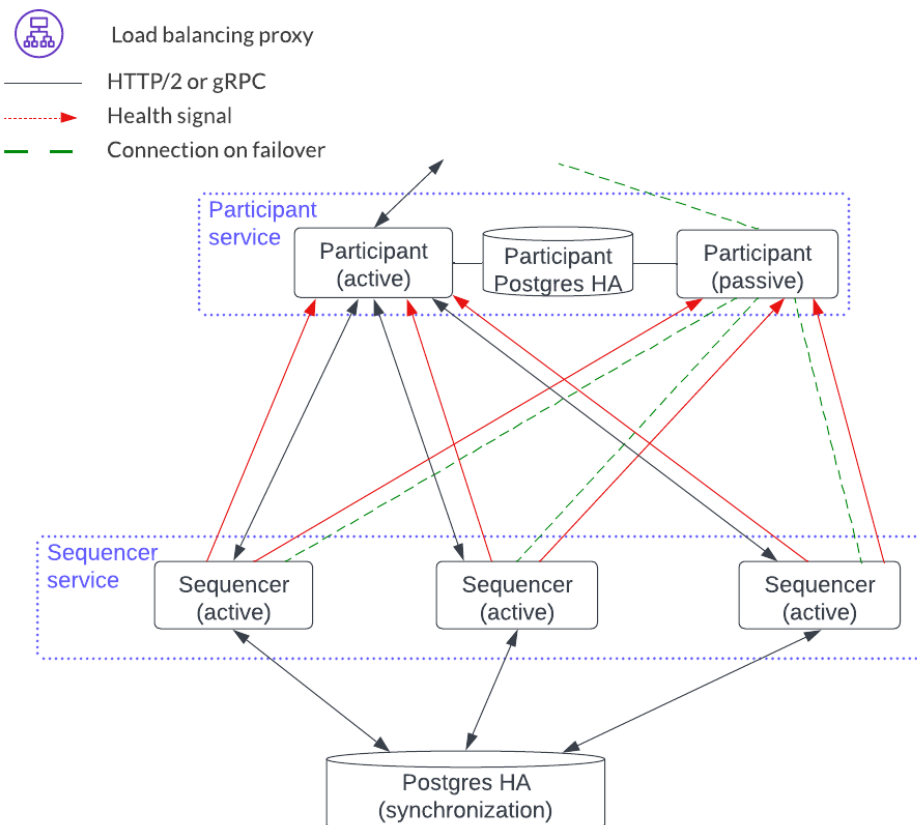 Load balancing proxy
HTTP/2 or gRPC
Health signal
Connection on failover
Participant
service
Participant
(active)
Participant
Postgres HA
Participant
(passive)
Sequencer
service
Sequencer
(active)
Sequencer
(active)
Sequencer
(active)
Postgres HA
(synchronization)